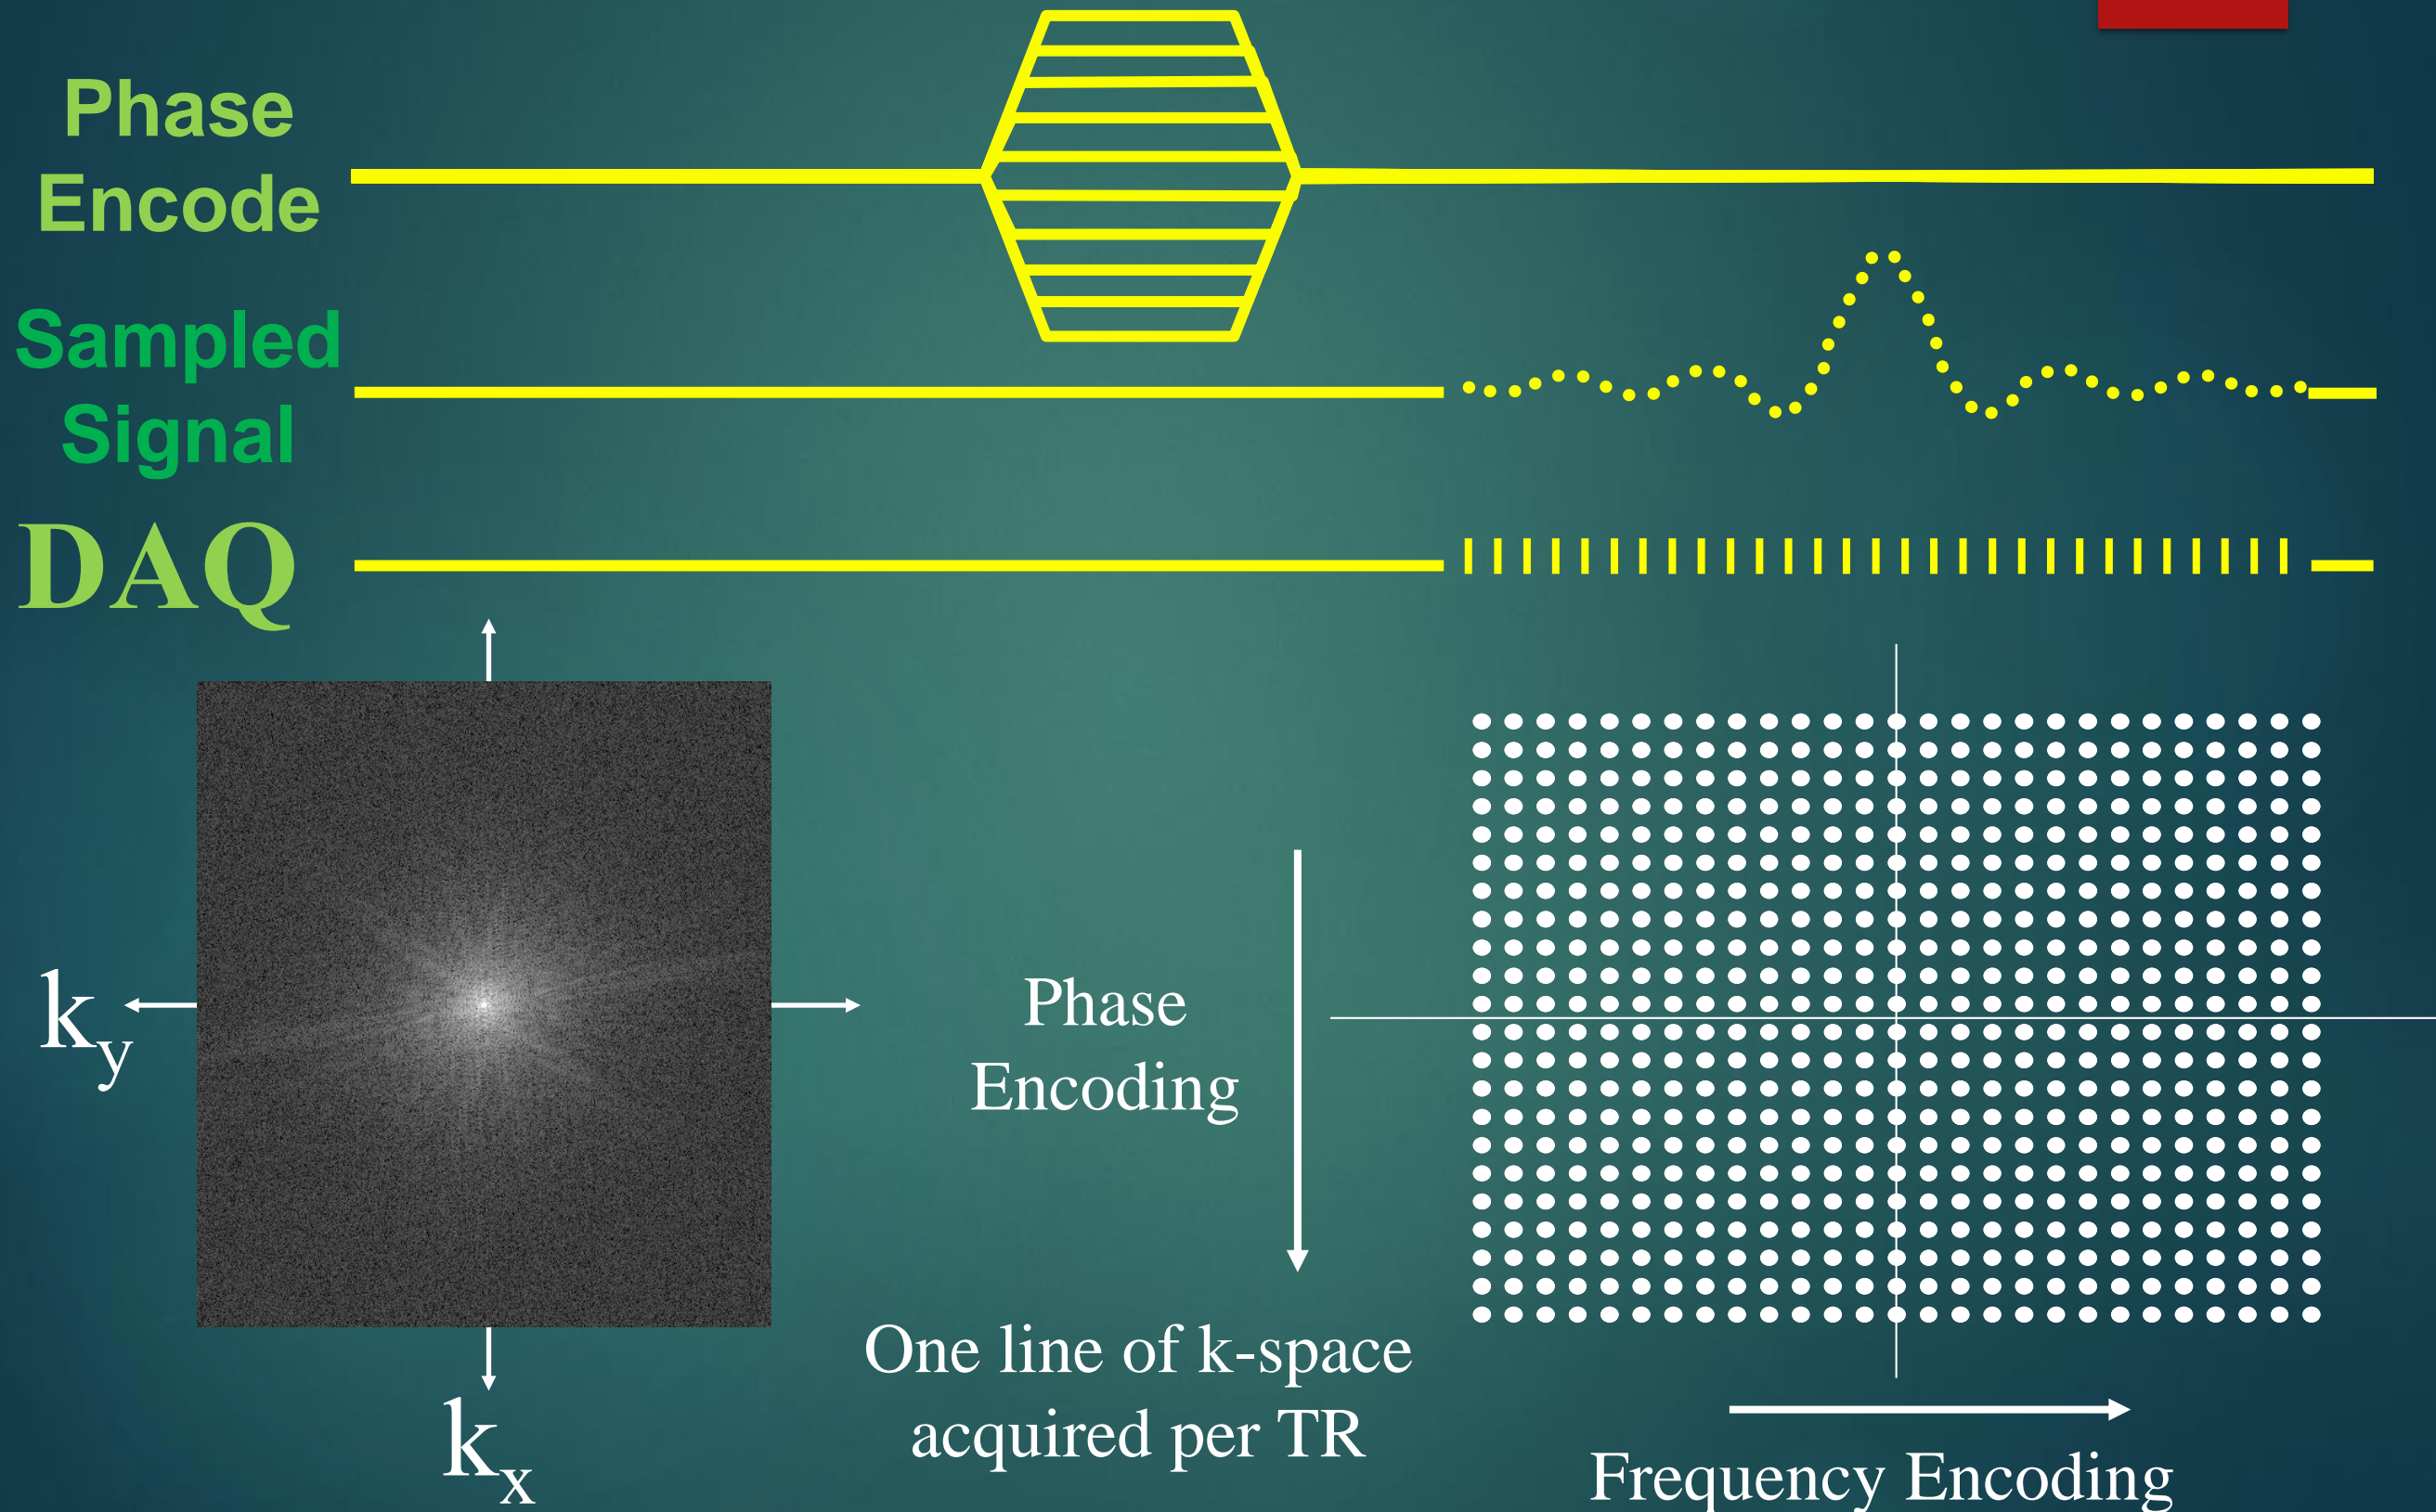 Phase
Encode
Sampled
Signal
DAQ
ky
kx
Phase
Encoding
One line of k-space
acquired per TR
Frequency Encoding